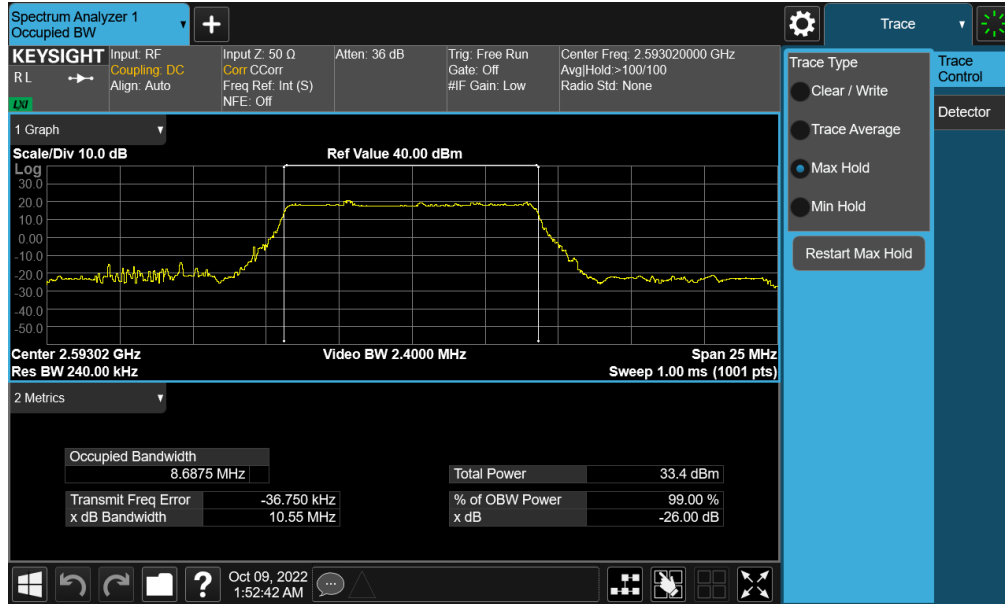 Spectrum Analyzer 1
Occupied BW
Trace
KEYSIGHT Input: RF Input Z: 50 Ω Atten: 36 dB Trig: Free Run Center Freq: 2.593020000 GHz
R L Coupling: DC Corr CCorr Gate: Off Avg|Hold:>100/100
Align: Auto Freq Ref: Int (S) #IF Gain: Low Radio Std: None
LXI NFE: Off
Trace Type
Clear / Write
Trace Average
Max Hold
Min Hold
Restart Max Hold
Trace
Control
Detector
1 Graph
Scale/Div 10.0 dB Ref Value 40.00 dBm
Log
30.0
20.0
10.0
0.00
-10.0
-20.0
-30.0
-40.0
-50.0
Center 2.59302 GHz Video BW 2.4000 MHz Span 25 MHz
Res BW 240.00 kHz Sweep 1.00 ms (1001 pts)
2 Metrics
Occupied Bandwidth
8.6875 MHz Total Power 33.4 dBm
Transmit Freq Error -36.750 kHz % of OBW Power 99.00 %
x dB Bandwidth 10.55 MHz x dB -26.00 dB
? Oct 09, 2022
1:52:42 AM